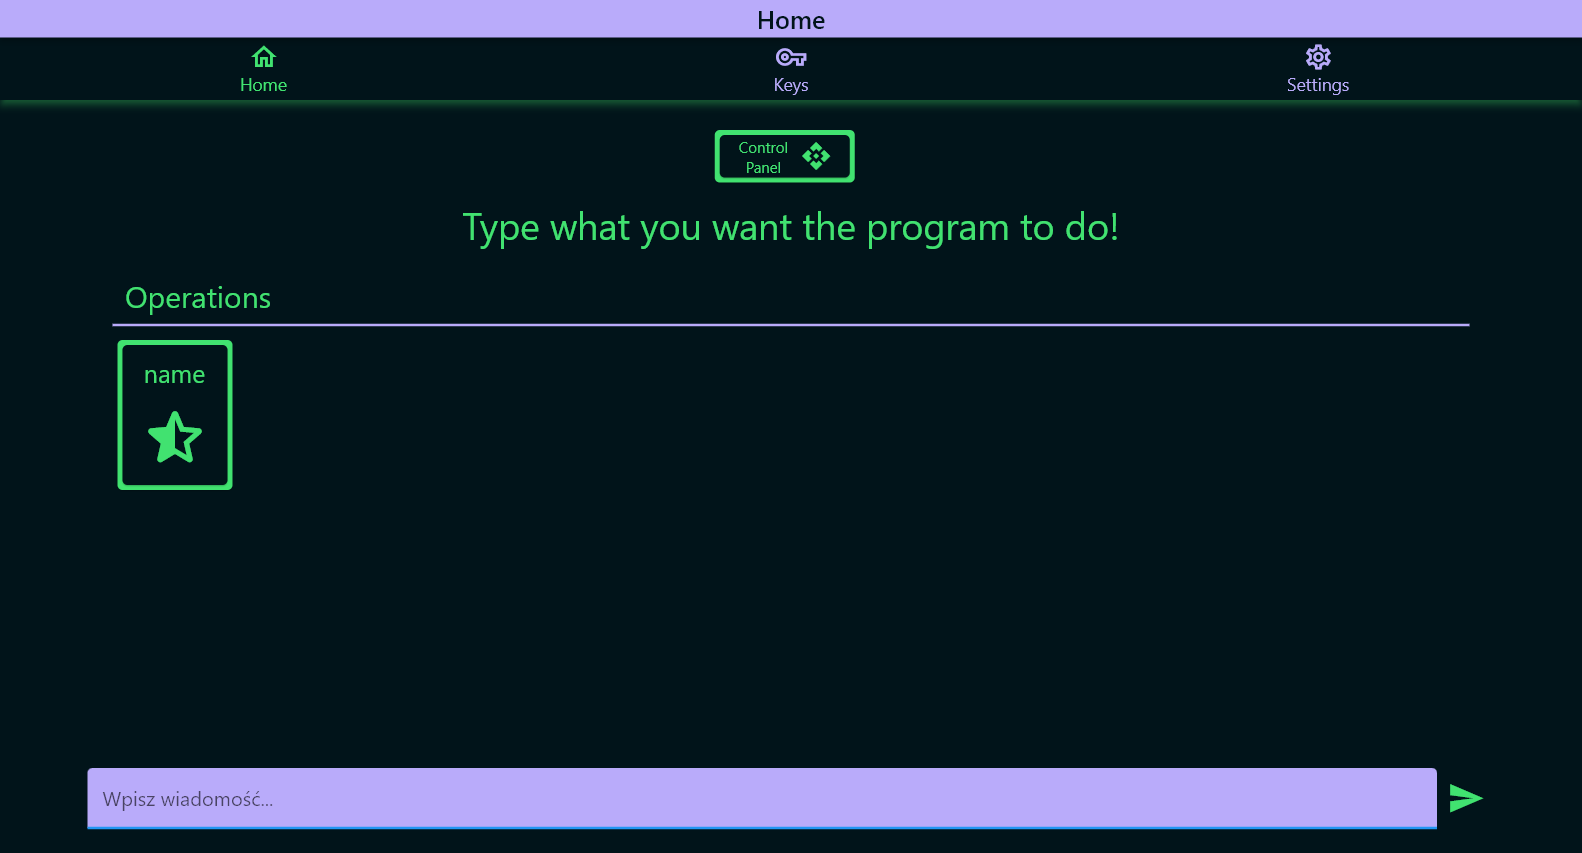 Home
Home
Keys
Settings
Control
Panel
Type what you want the program to do!
Operations
name
Wpisz wiadomość...